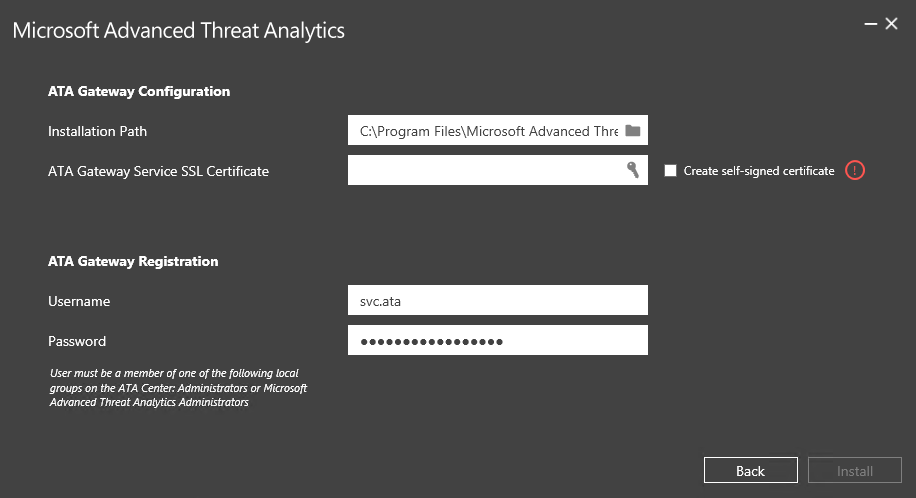 Microsoft Advanced Threat Analytics
ATA Gateway Configuration
Installation Path
C:\Program Files\Microsoft Advanced Thre
ATA Gateway Service SSL Certificate
Create self-signed certificate
ATA Gateway Registration
Username
svc.ata
Password
•••••••••••••••••
User must be a member of one of the following local
groups on the ATA Center: Administrators or Microsoft
Advanced Threat Analytics Administrators
Back
Install